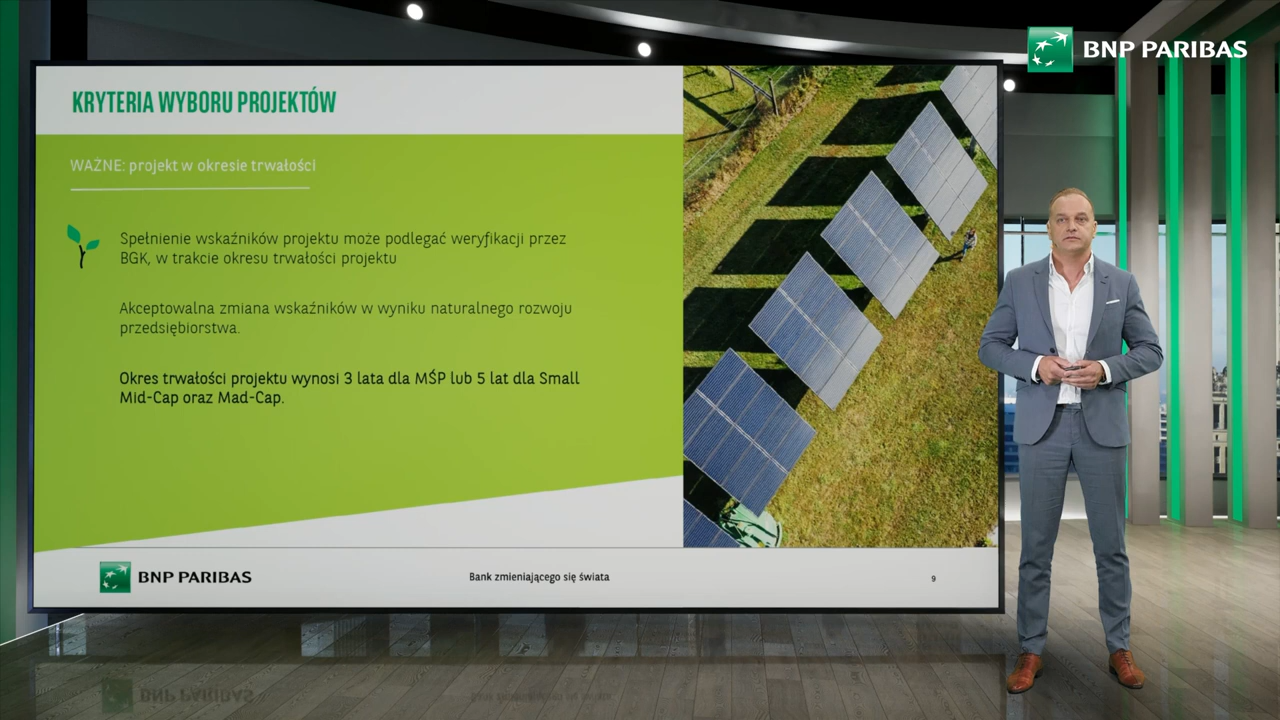 BNP PARIBAS
KRYTERIA WYBORU PROJEKTÓW
WAŻNE: projekt w okresie trwałości
Spełnienie wskaźników projektu może podlegać weryfikacji przez
BGK, w trakcie okresu trwałości projektu
Akceptowalna zmiana wskaźników w wyniku naturalnego rozwoju
przedsiębiorstwa.
Okres trwałości projektu wynosi 3 lata dla MŚP lub 5 lat dla Small
Mid-Cap oraz Mad-Cap.
BNP PARIBAS
Bank zmieniającego się świata
9